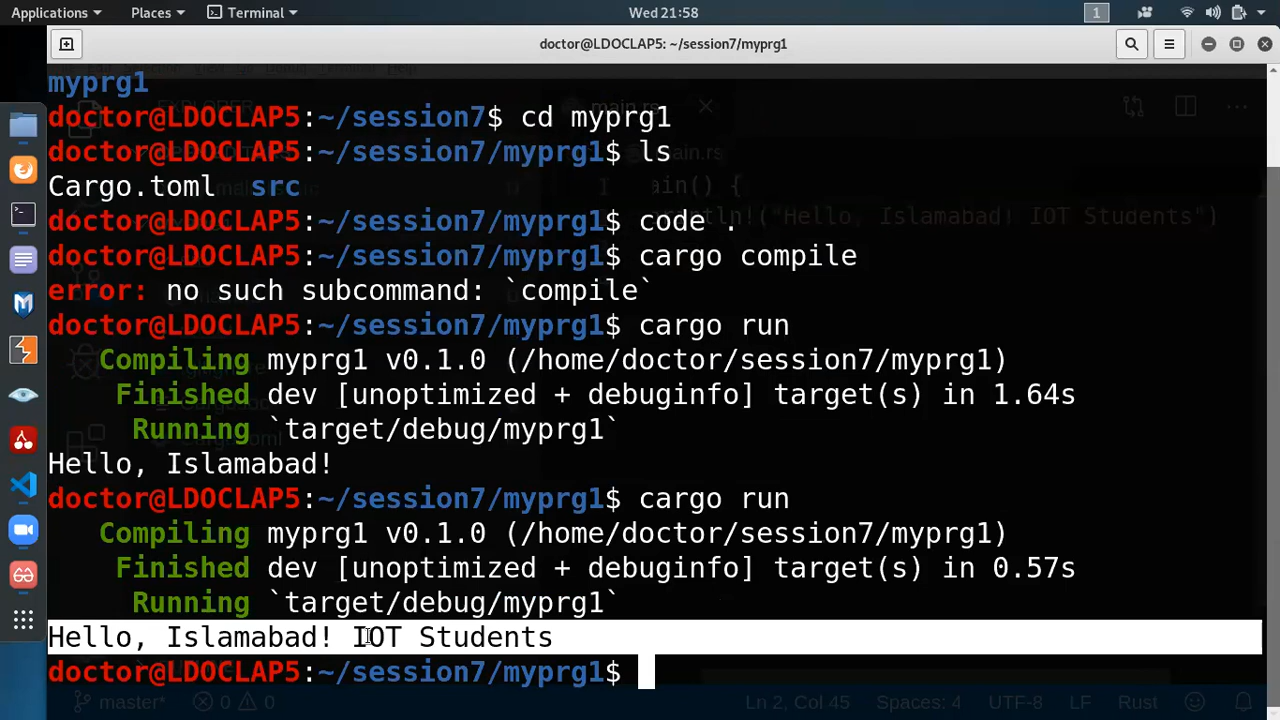 Applications Places Terminal Wed 21:58 1
doctor@LDOCLAP5: ~/session7/myprg1
myprg1
doctor@LDOCLAP5:~/session7$ cd myprg1
doctor@LDOCLAP5:~/session7/myprg1$ ls
Cargo.toml src
doctor@LDOCLAP5:~/session7/myprg1$ code .
doctor@LDOCLAP5:~/session7/myprg1$ cargo compile
error: no such subcommand: `compile`
doctor@LDOCLAP5:~/session7/myprg1$ cargo run
Compiling myprg1 v0.1.0 (/home/doctor/session7/myprg1)
Finished dev [unoptimized + debuginfo] target(s) in 1.64s
Running `target/debug/myprg1`
Hello, Islamabad!
doctor@LDOCLAP5:~/session7/myprg1$ cargo run
Compiling myprg1 v0.1.0 (/home/doctor/session7/myprg1)
Finished dev [unoptimized + debuginfo] target(s) in 0.57s
Running `target/debug/myprg1`
Hello, Islamabad! IOT Students
doctor@LDOCLAP5:~/session7/myprg1$
main.rs
1
ain() {
ln!("Hello, Islamabad! IOT Students")
master* 0 0 Ln 2, Col 45 Spaces: 4 UTF-8 LF Rust